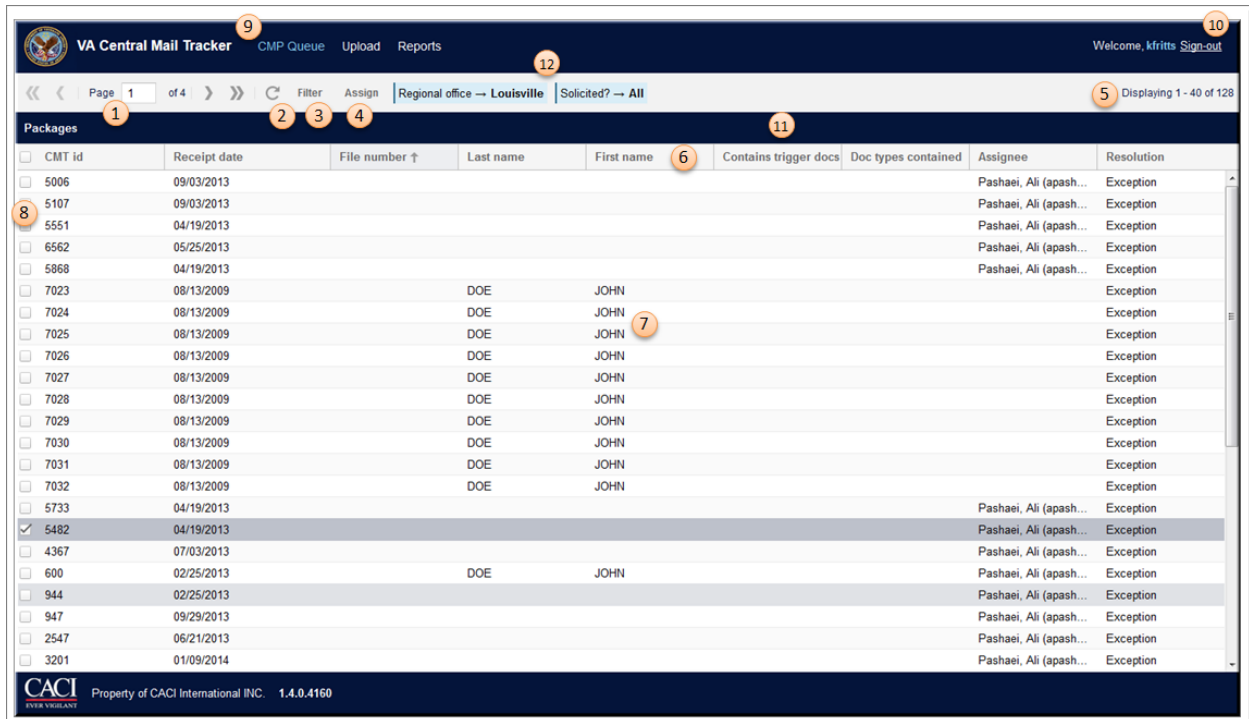 9 10
VA Central Mail Tracker CMP Queue Upload Reports Welcome, kfritts Sign-out
12
Page 1 of 4 Filter Assign Regional office → Louisville Solicited? → All 5 Displaying 1 - 40 of 128
1 2 3 4
Packages 11
CMT id Receipt date File number ↑ Last name First name 6 Contains trigger docs Doc types contained Assignee Resolution
5006 09/03/2013 Pashaei, Ali (apash... Exception
5107 09/03/2013 Pashaei, Ali (apash... Exception
8
5551 04/19/2013 Pashaei, Ali (apash... Exception
6562 05/25/2013 Pashaei, Ali (apash... Exception
5868 04/19/2013 Pashaei, Ali (apash... Exception
7023 08/13/2009 DOE JOHN Exception
7024 08/13/2009 DOE JOHN Exception
7
7025 08/13/2009 DOE JOHN Exception
7026 08/13/2009 DOE JOHN Exception
7027 08/13/2009 DOE JOHN Exception
7028 08/13/2009 DOE JOHN Exception
7029 08/13/2009 DOE JOHN Exception
7030 08/13/2009 DOE JOHN Exception
7031 08/13/2009 DOE JOHN Exception
7032 08/13/2009 DOE JOHN Exception
5733 04/19/2013 Pashaei, Ali (apash... Exception
5482 04/19/2013 Pashaei, Ali (apash... Exception
4367 07/03/2013 Pashaei, Ali (apash... Exception
600 02/25/2013 DOE JOHN Pashaei, Ali (apash... Exception
944 02/25/2013 Pashaei, Ali (apash... Exception
947 09/29/2013 Pashaei, Ali (apash... Exception
2547 06/21/2013 Pashaei, Ali (apash... Exception
3201 01/09/2014 Pashaei, Ali (apash... Exception
CACI Property of CACI International INC. 1.4.0.4160
EVER VIGILANT